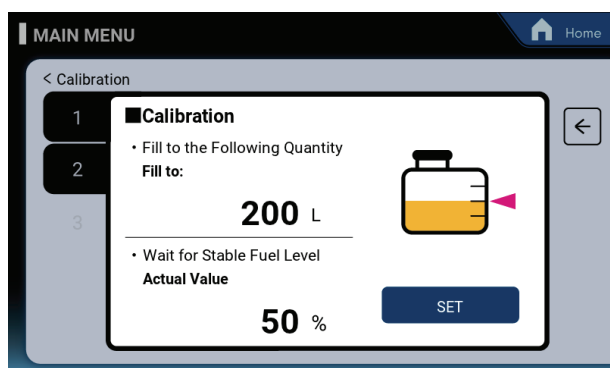 MAIN MENU
Home
< Calibration
1
2
3
■Calibration
• Fill to the Following Quantity
Fill to:
200 L
• Wait for Stable Fuel Level
Actual Value
50 %
SET